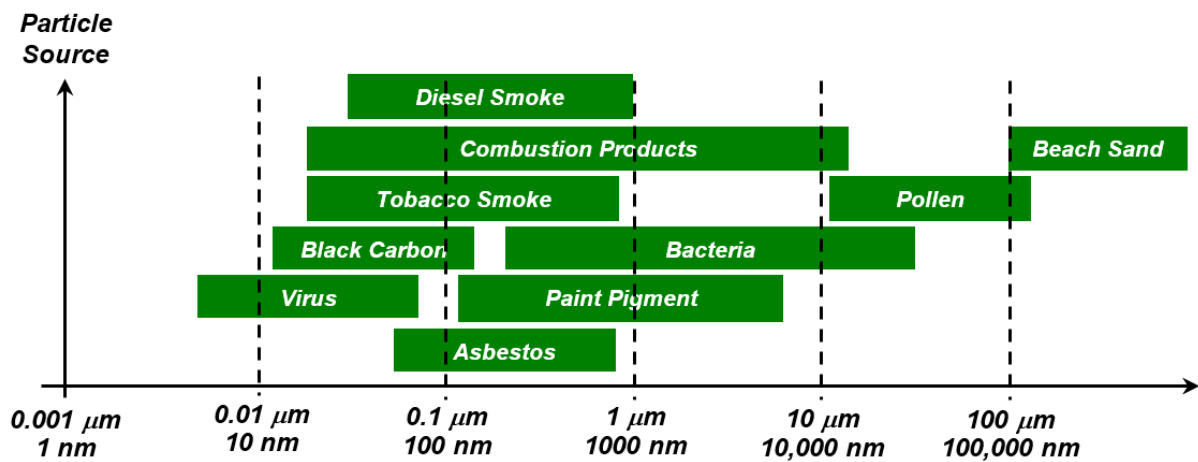 Particle
Source
Diesel Smoke
Combustion Products
Beach Sand
Tobacco Smoke
Pollen
Black Carbon
Bacteria
Virus
Paint Pigment
Asbestos
0.001 μm
1 nm
0.01 μm
10 nm
0.1 μm
100 nm
1 μm
1000 nm
10 μm
10,000 nm
100 μm
100,000 nm